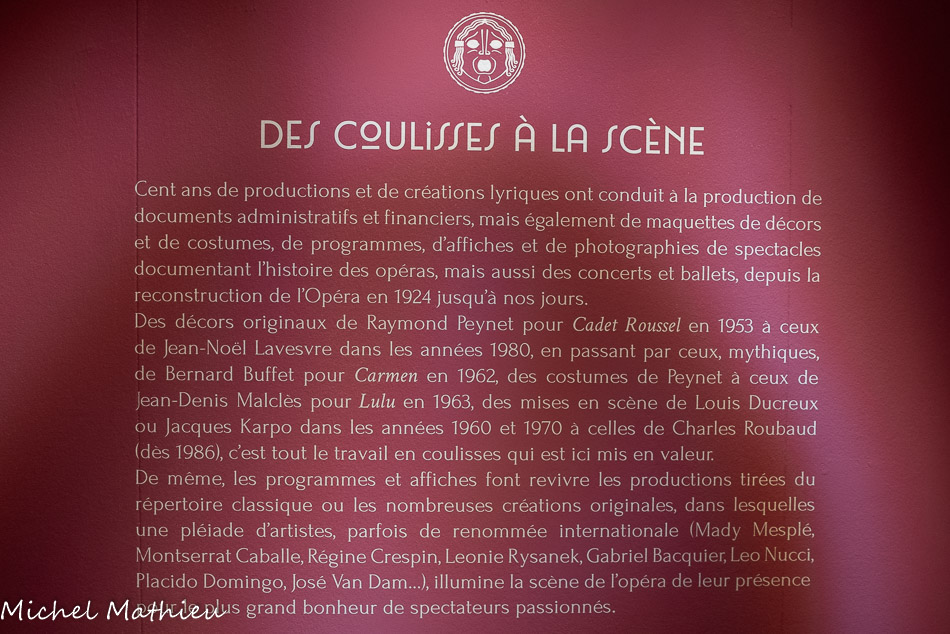 DES COULISSES À LA SCÈNE
Cent ans de productions et de créations lyriques ont conduit à la production de
documents administratifs et financiers, mais également de maquettes de décors
et de costumes, de programmes, d'affiches et de photographies de spectacles
documentant l'histoire des opéras, mais aussi des concerts et ballets, depuis la
reconstruction de l'Opéra en 1924 jusqu'à nos jours.
Des décors originaux de Raymond Peynet pour Cadet Roussel en 1953 à ceux
de Jean-Noël Lavesvre dans les années 1980, en passant par ceux, mythiques,
de Bernard Buffet pour Carmen en 1962, des costumes de Peynet à ceux de
Jean-Denis Malclès pour Lulu en 1963, des mises en scène de Louis Ducreux
ou Jacques Karpo dans les années 1960 et 1970 à celles de Charles Roubaud
(dès 1986), c'est tout le travail en coulisses qui est ici mis en valeur.
De même, les programmes et affiches font revivre les productions tirées du
répertoire classique ou les nombreuses créations originales, dans lesquelles
une pléiade d'artistes, parfois de renommée internationale (Mady Mesplé,
Montserrat Caballe, Régine Crespin, Leonie Rysanek, Gabriel Bacquier, Leo Nucci,
Placido Domingo, José Van Dam...), illumine la scène de l'opéra de leur présence
plus grand bonheur de spectateurs passionnés.
Michel Mathieu